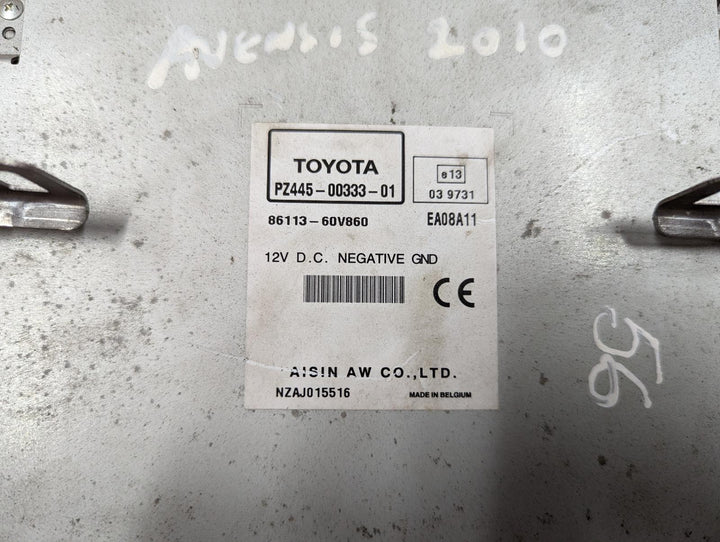 AVENSIS 2010
TOYOTA
PZ445-00333-01
e13
03 9731
86113-60V860
EA08A11
12V D.C. NEGATIVE GND
CE
AISIN AW CO.,LTD.
NZAJ015516
MADE IN BELGIUM
56